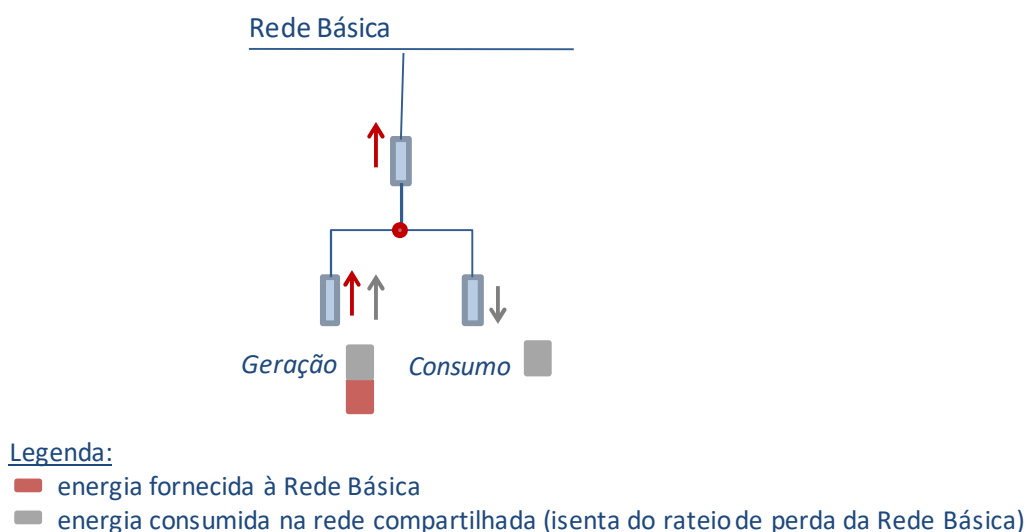 Rede Básica
Geração
Consumo
Legenda:
energia fornecida à Rede Básica
energia consumida na rede compartilhada (isenta do rateio de perda da Rede Básica)